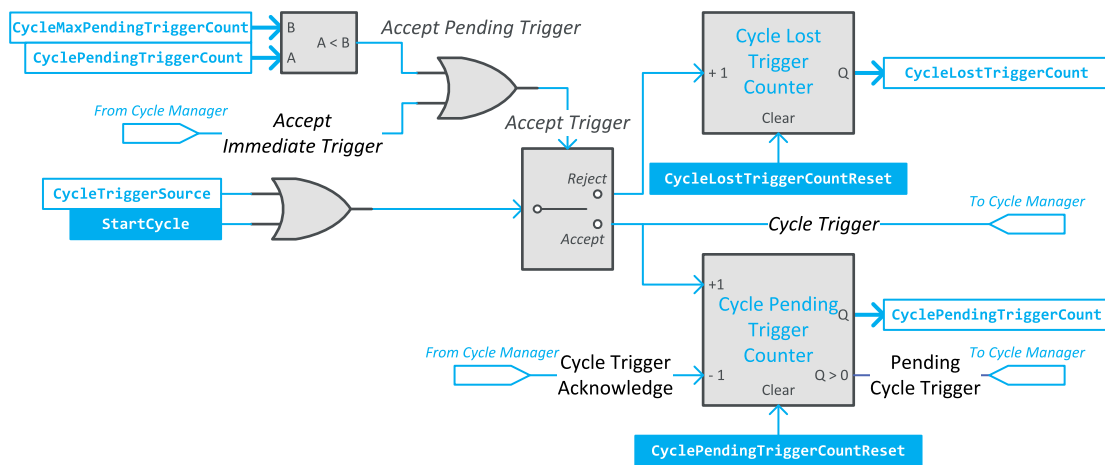 CycleMaxPendingTriggerCount
CyclePendingTriggerCount
B
A
A < B
Accept Pending Trigger
From Cycle Manager
Accept
Immediate Trigger
Accept Trigger
CycleTriggerSource
StartCycle
Reject
Accept
Cycle Lost
Trigger
Counter
+ 1
Q
Clear
CycleLostTriggerCount
CycleLostTriggerCountReset
Cycle Trigger
To Cycle Manager
+1
Cycle Pending
Trigger
Counter
Q
- 1
Q > 0
Clear
CyclePendingTriggerCount
From Cycle Manager
Cycle Trigger
Acknowledge
Pending
Cycle Trigger
To Cycle Manager
CyclePendingTriggerCountReset